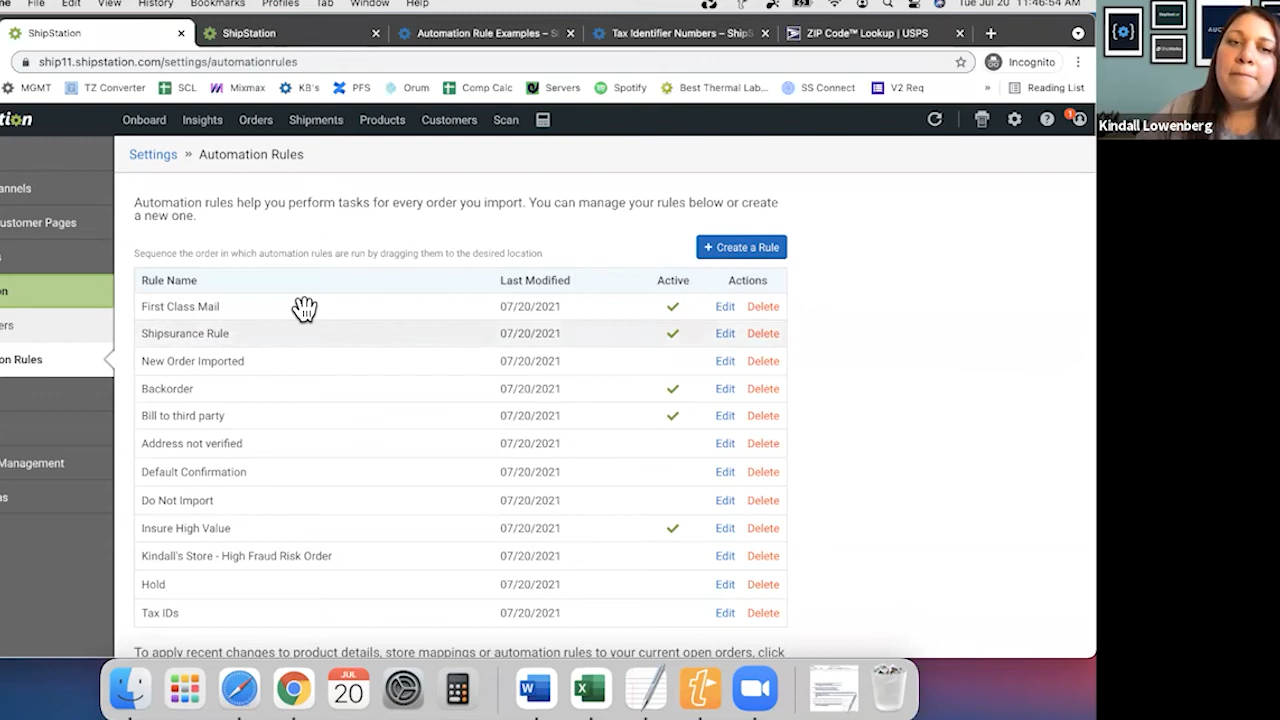 File Edit View History Bookmarks Profiles Tab Window Help
Tue Jul 20 11:46:54 AM
ShipStation
ShipStation
Automation Rule Examples – S
Tax Identifier Numbers – ShipS
ZIP Code™ Lookup | USPS
ship11.shipstation.com/settings/automationrules
Incognito
MGMT TZ Converter SCL Mixmax KB's PFS Orum Comp Calc Servers Spotify Best Thermal Lab... SS Connect V2 Req » Reading List
Kindall Lowenberg
tion Onboard Insights Orders Shipments Products Customers Scan
1
Settings » Automation Rules
annels
ustomer Pages
s
on
ers
on Rules
Management
ns
Automation rules help you perform tasks for every order you import. You can manage your rules below or create
a new one.
Sequence the order in which automation rules are run by dragging them to the desired location
+ Create a Rule
Rule Name Last Modified Active Actions
First Class Mail 07/20/2021 Edit Delete
Shipsurance Rule 07/20/2021 Edit Delete
New Order Imported 07/20/2021 Edit Delete
Backorder 07/20/2021 Edit Delete
Bill to third party 07/20/2021 Edit Delete
Address not verified 07/20/2021 Edit Delete
Default Confirmation 07/20/2021 Edit Delete
Do Not Import 07/20/2021 Edit Delete
Insure High Value 07/20/2021 Edit Delete
Kindall's Store - High Fraud Risk Order 07/20/2021 Edit Delete
Hold 07/20/2021 Edit Delete
Tax IDs 07/20/2021 Edit Delete
To apply recent changes to product details, store mappings or automation rules to your current open orders, click
JUL
20